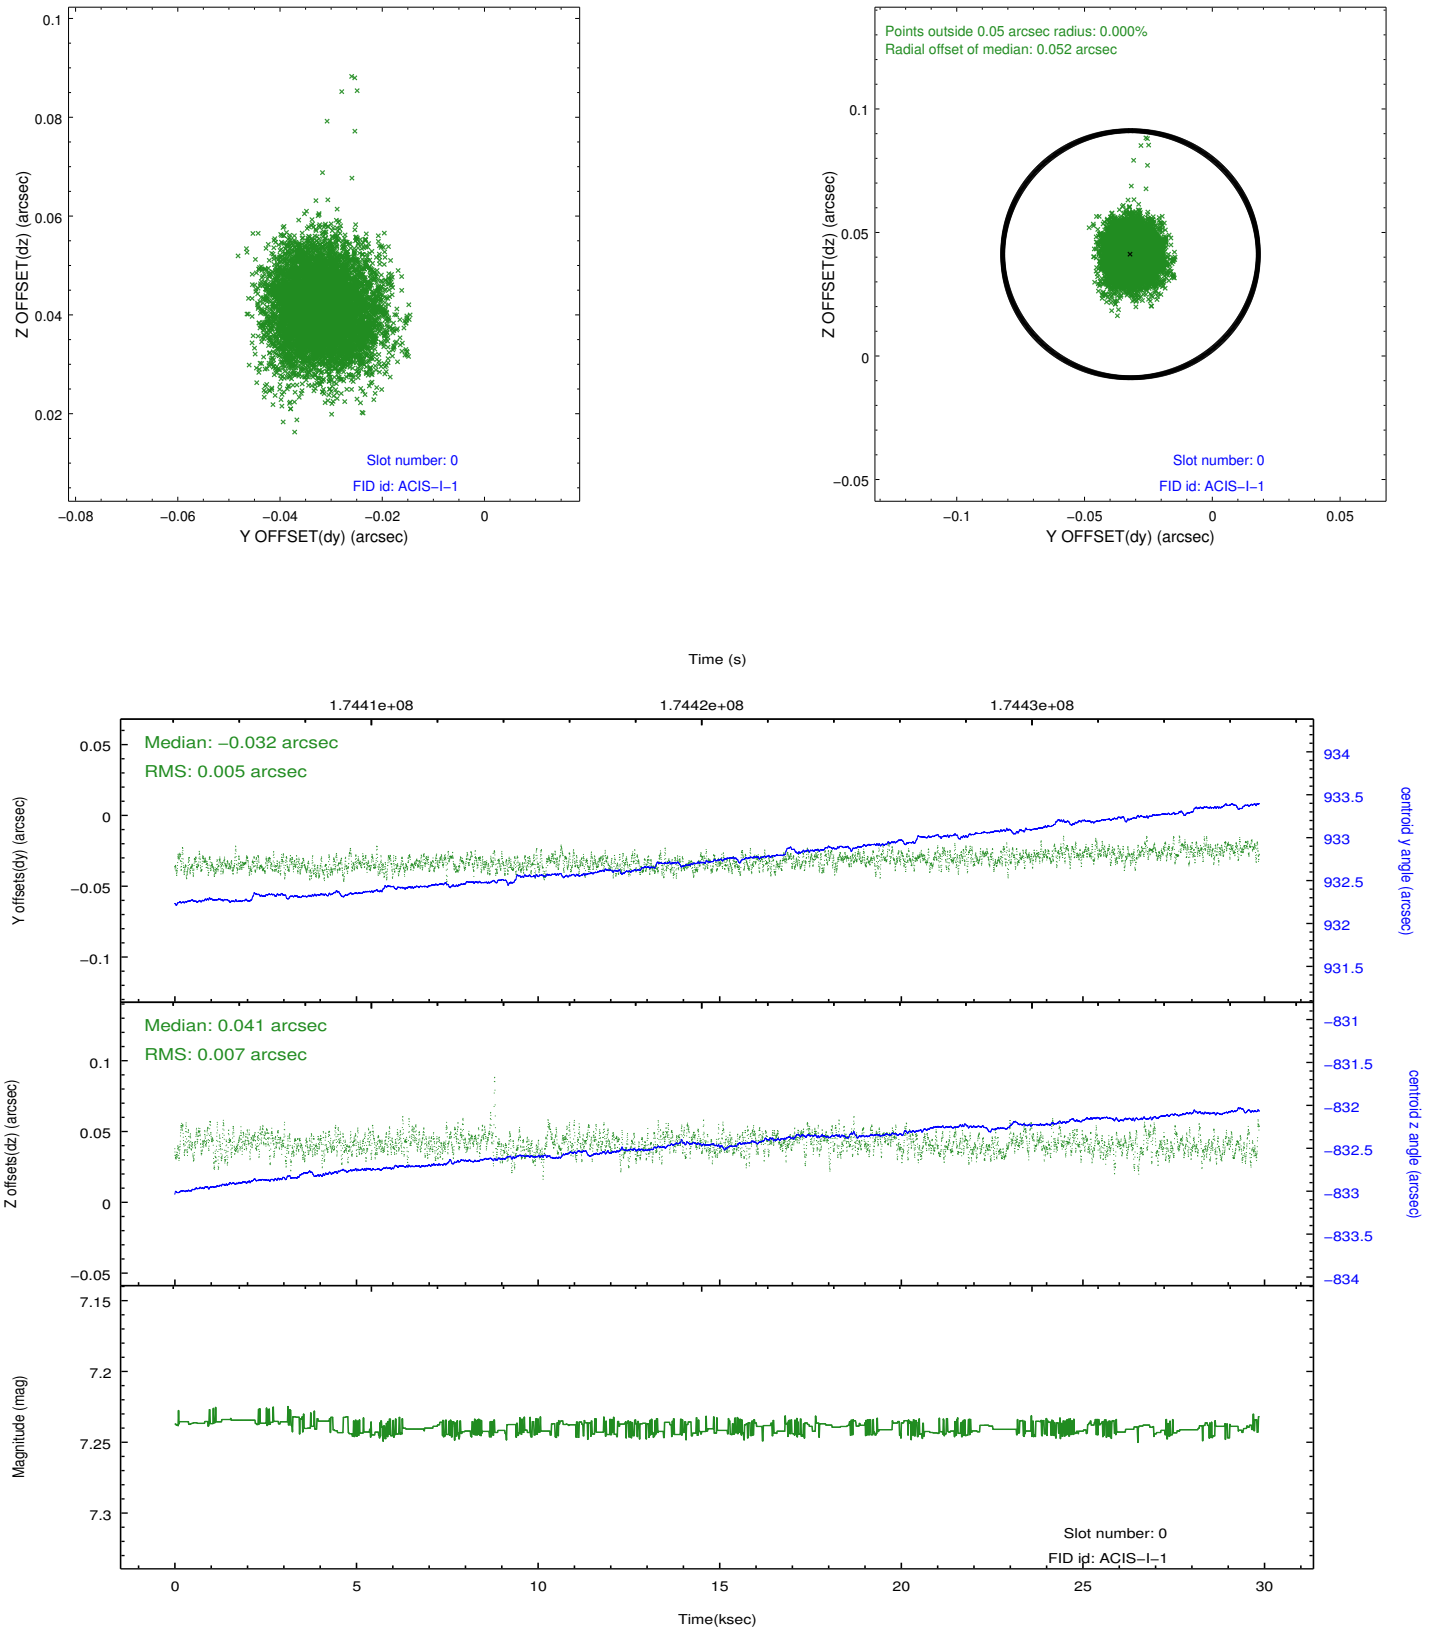 0.1
0.08
0.06
0.04
0.02
Z OFFSET(dz) (arcsec)
Slot number: 0
FID id: ACIS−I−1
−0.08 −0.06 −0.04 −0.02 0
Y OFFSET(dy) (arcsec)
Points outside 0.05 arcsec radius: 0.000%
Radial offset of median: 0.052 arcsec
0.1
0.05
0
−0.05
Z OFFSET(dz) (arcsec)
Slot number: 0
FID id: ACIS−I−1
−0.1 −0.05 0 0.05
Y OFFSET(dy) (arcsec)
Time (s)
1.7441e+08 1.7442e+08 1.7443e+08
Median: −0.032 arcsec
RMS: 0.005 arcsec
0.05
0
−0.05
−0.1
Y offsets(dy) (arcsec)
934
933.5
933
932.5
932
931.5
centroid y angle (arcsec)
Median: 0.041 arcsec
RMS: 0.007 arcsec
0.1
0.05
0
−0.05
Z offsets(dz) (arcsec)
−831
−831.5
−832
−832.5
−833
−833.5
−834
centroid z angle (arcsec)
7.15
7.2
7.25
7.3
Magnitude (mag)
Slot number: 0
FID id: ACIS−I−1
0 5 10 15 20 25 30
Time(ksec)